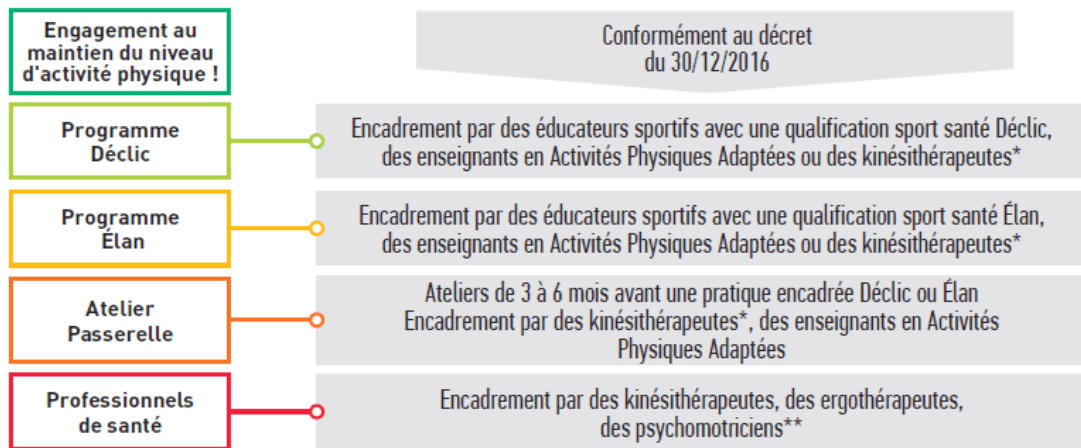 Engagement au
maintien du niveau
d'activité physique !
Conformément au décret
du 30/12/2016
Programme
Déclic
Encadrement par des éducateurs sportifs avec une qualification sport santé Déclic,
des enseignants en Activités Physiques Adaptées ou des kinésithérapeutes*
Programme
Élan
Encadrement par des éducateurs sportifs avec une qualification sport santé Élan,
des enseignants en Activités Physiques Adaptées ou des kinésithérapeutes*
Atelier
Passerelle
Ateliers de 3 à 6 mois avant une pratique encadrée Déclic ou Élan
Encadrement par des kinésithérapeutes*, des enseignants en Activités
Physiques Adaptées
Professionnels
de santé
Encadrement par des kinésithérapeutes, des ergothérapeutes,
des psychomotriciens**